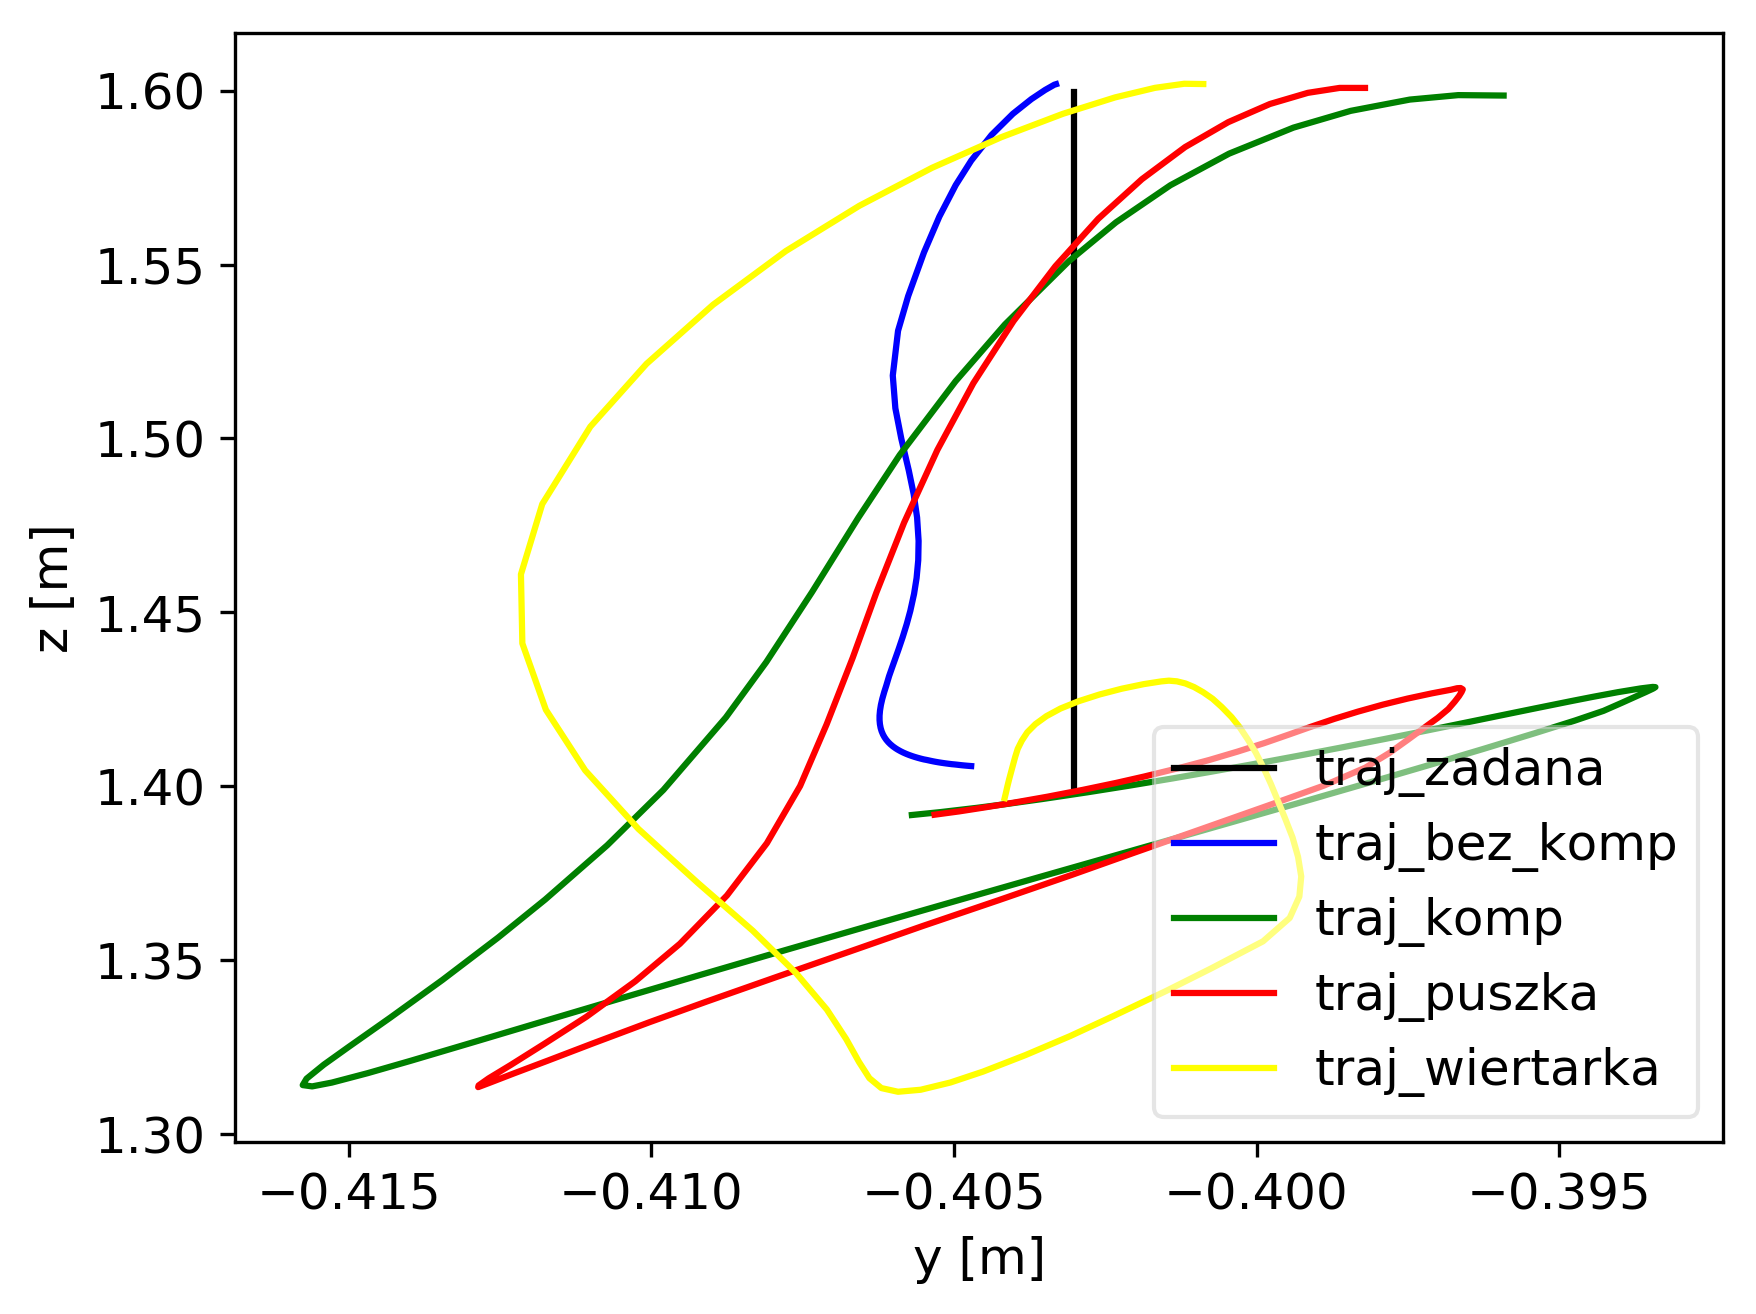 1.60
1.55
1.50
1.45
1.40
1.35
1.30
z [m]
−0.415
−0.410
−0.405
−0.400
−0.395
y [m]
traj_zadana
traj_bez_komp
traj_komp
traj_puszka
traj_wiertarka